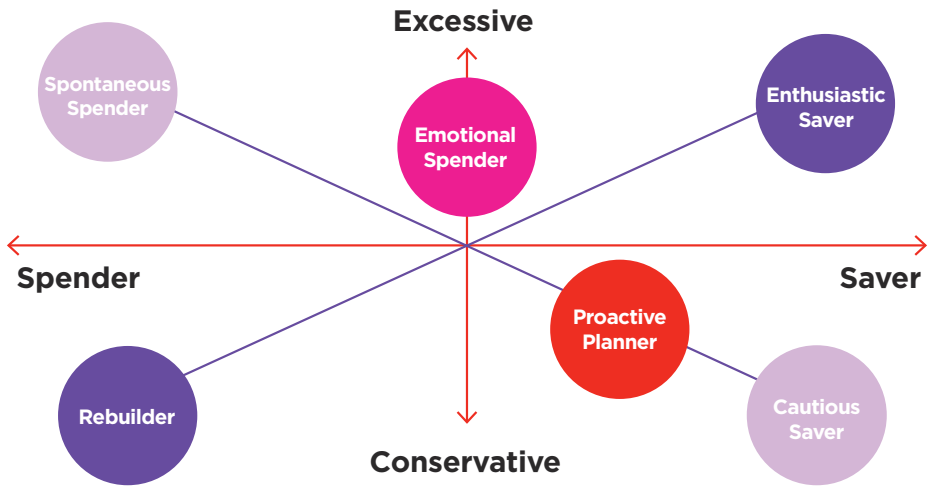 Excessive
Spontaneous
Spender
Enthusiastic
Saver
Emotional
Spender
Spender
Saver
Proactive
Planner
Rebuilder
Cautious
Saver
Conservative